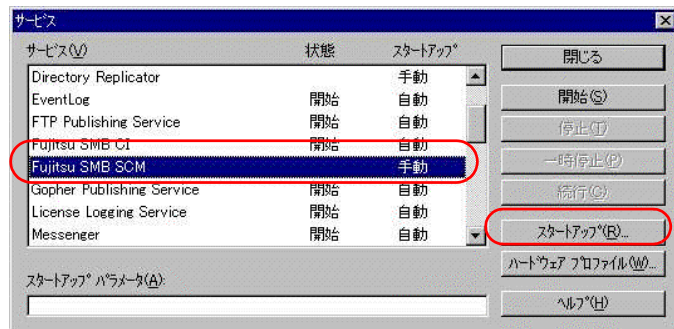 サービス
サービス(V) 状態 スタートアップ
Directory Replicator 手動
EventLog 開始 自動
FTP Publishing Service 開始 自動
Fujitsu SMB CI 開始 自動
Fujitsu SMB SCM 手動
Gopher Publishing Service 開始 自動
License Logging Service 開始 自動
Messenger 開始 自動
スタートアップ パラメータ(A):
閉じる
開始(S)
停止(T)
一時停止(P)
続行(C)
スタートアップ(R)...
ハードウェア プロファイル(W)...
ヘルプ(H)